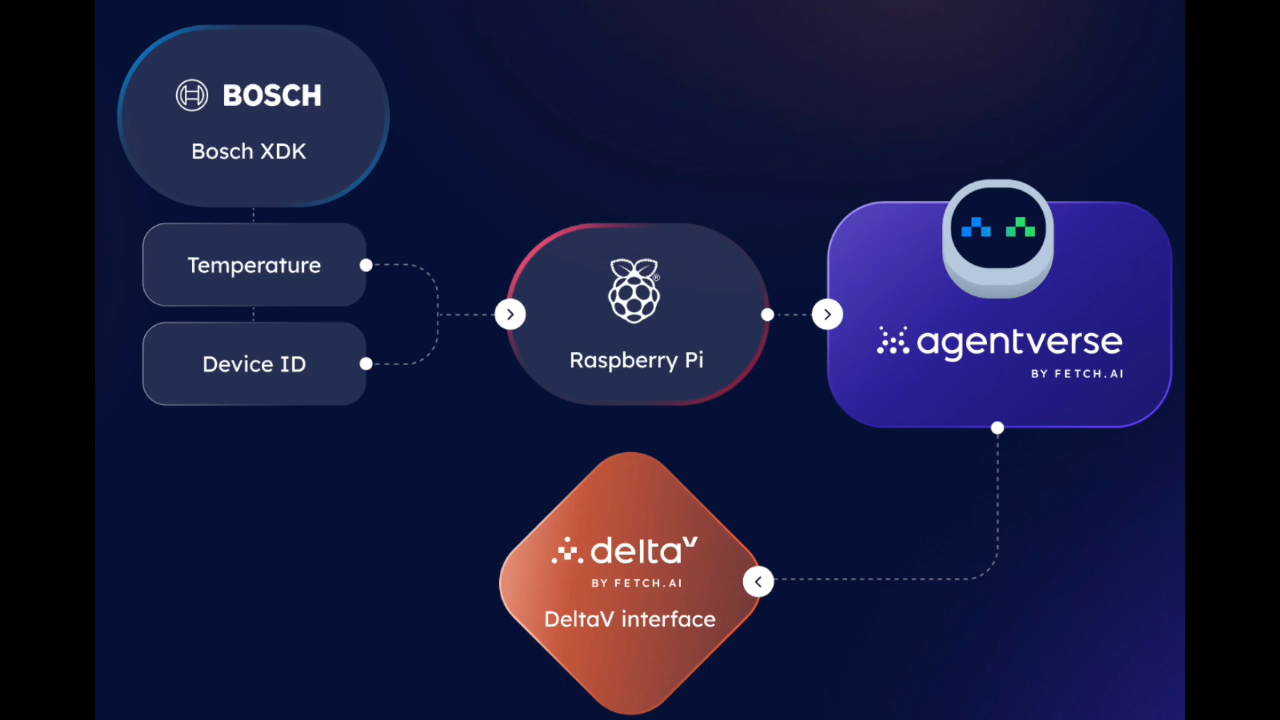 BOSCH
Bosch XDK
Temperature
Device ID
Raspberry Pi
®
agentverse
BY FETCH.AI
deltaV
BY FETCH.AI
DeltaV interface